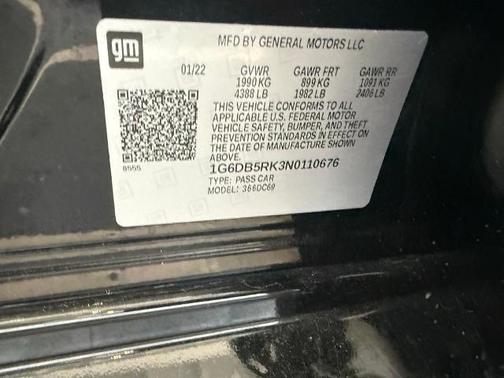 gm
MFD BY GENERAL MOTORS LLC
01/22 GVWR GAWR FRT GAWR RR
1990 KG 899 KG 1091 KG
4388 LB 1982 LB 2406 LB
THIS VEHICLE CONFORMS TO ALL
APPLICABLE U.S. FEDERAL MOTOR
VEHICLE SAFETY, BUMPER, AND THEFT
PREVENTION STANDARDS IN EFFECT ON
THE DATE OF MANUFACTURE SHOWN
ABOVE.
8555
1G6DB5RK3N0110676
TYPE: PASS CAR
MODEL: 366DC69